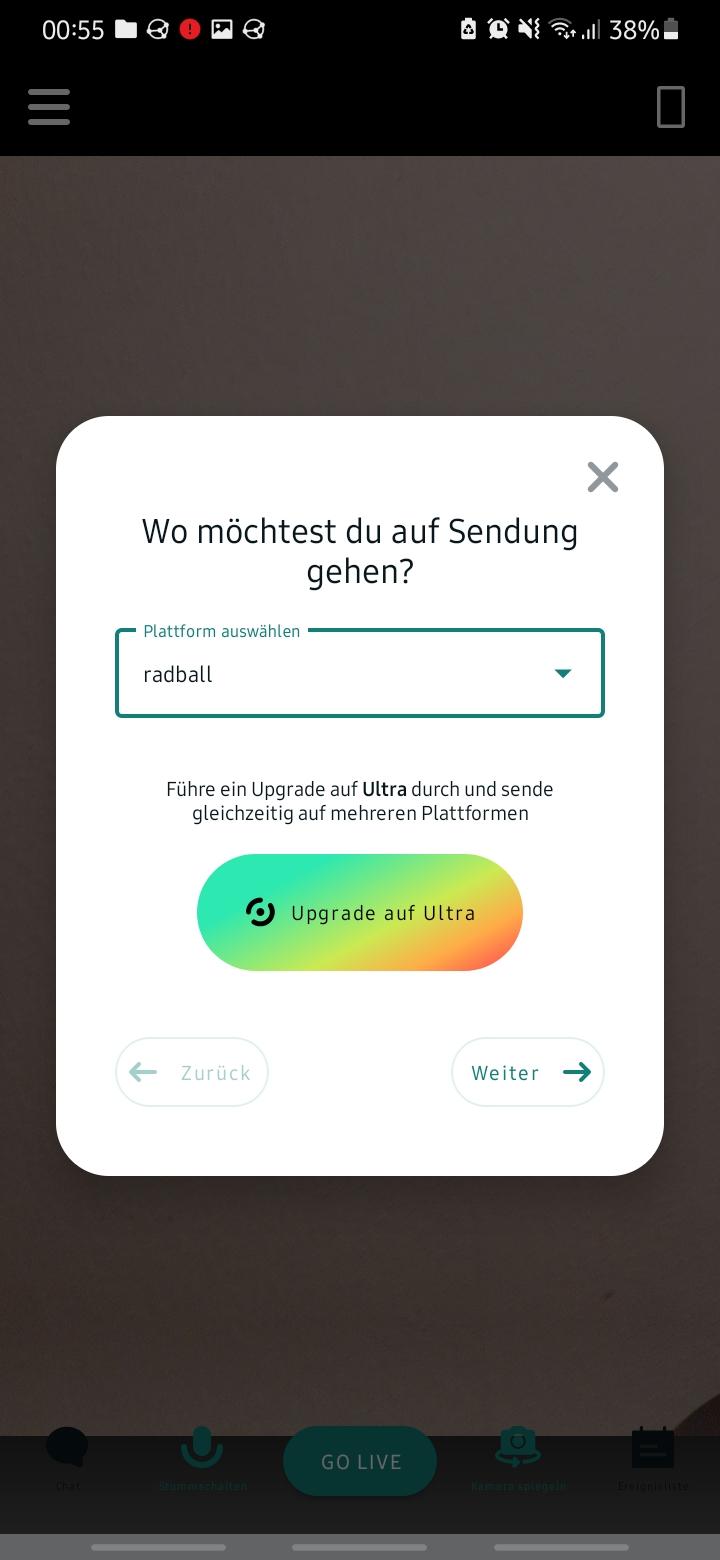 00:55
38%
Wo möchtest du auf Sendung
gehen?
Plattform auswählen
radball
Führe ein Upgrade auf Ultra durch und sende
gleichzeitig auf mehreren Plattformen
Upgrade auf Ultra
Zurück
Weiter
GO LIVE
Chat
Stummschalten
Kamera spiegeln
Ereignisliste